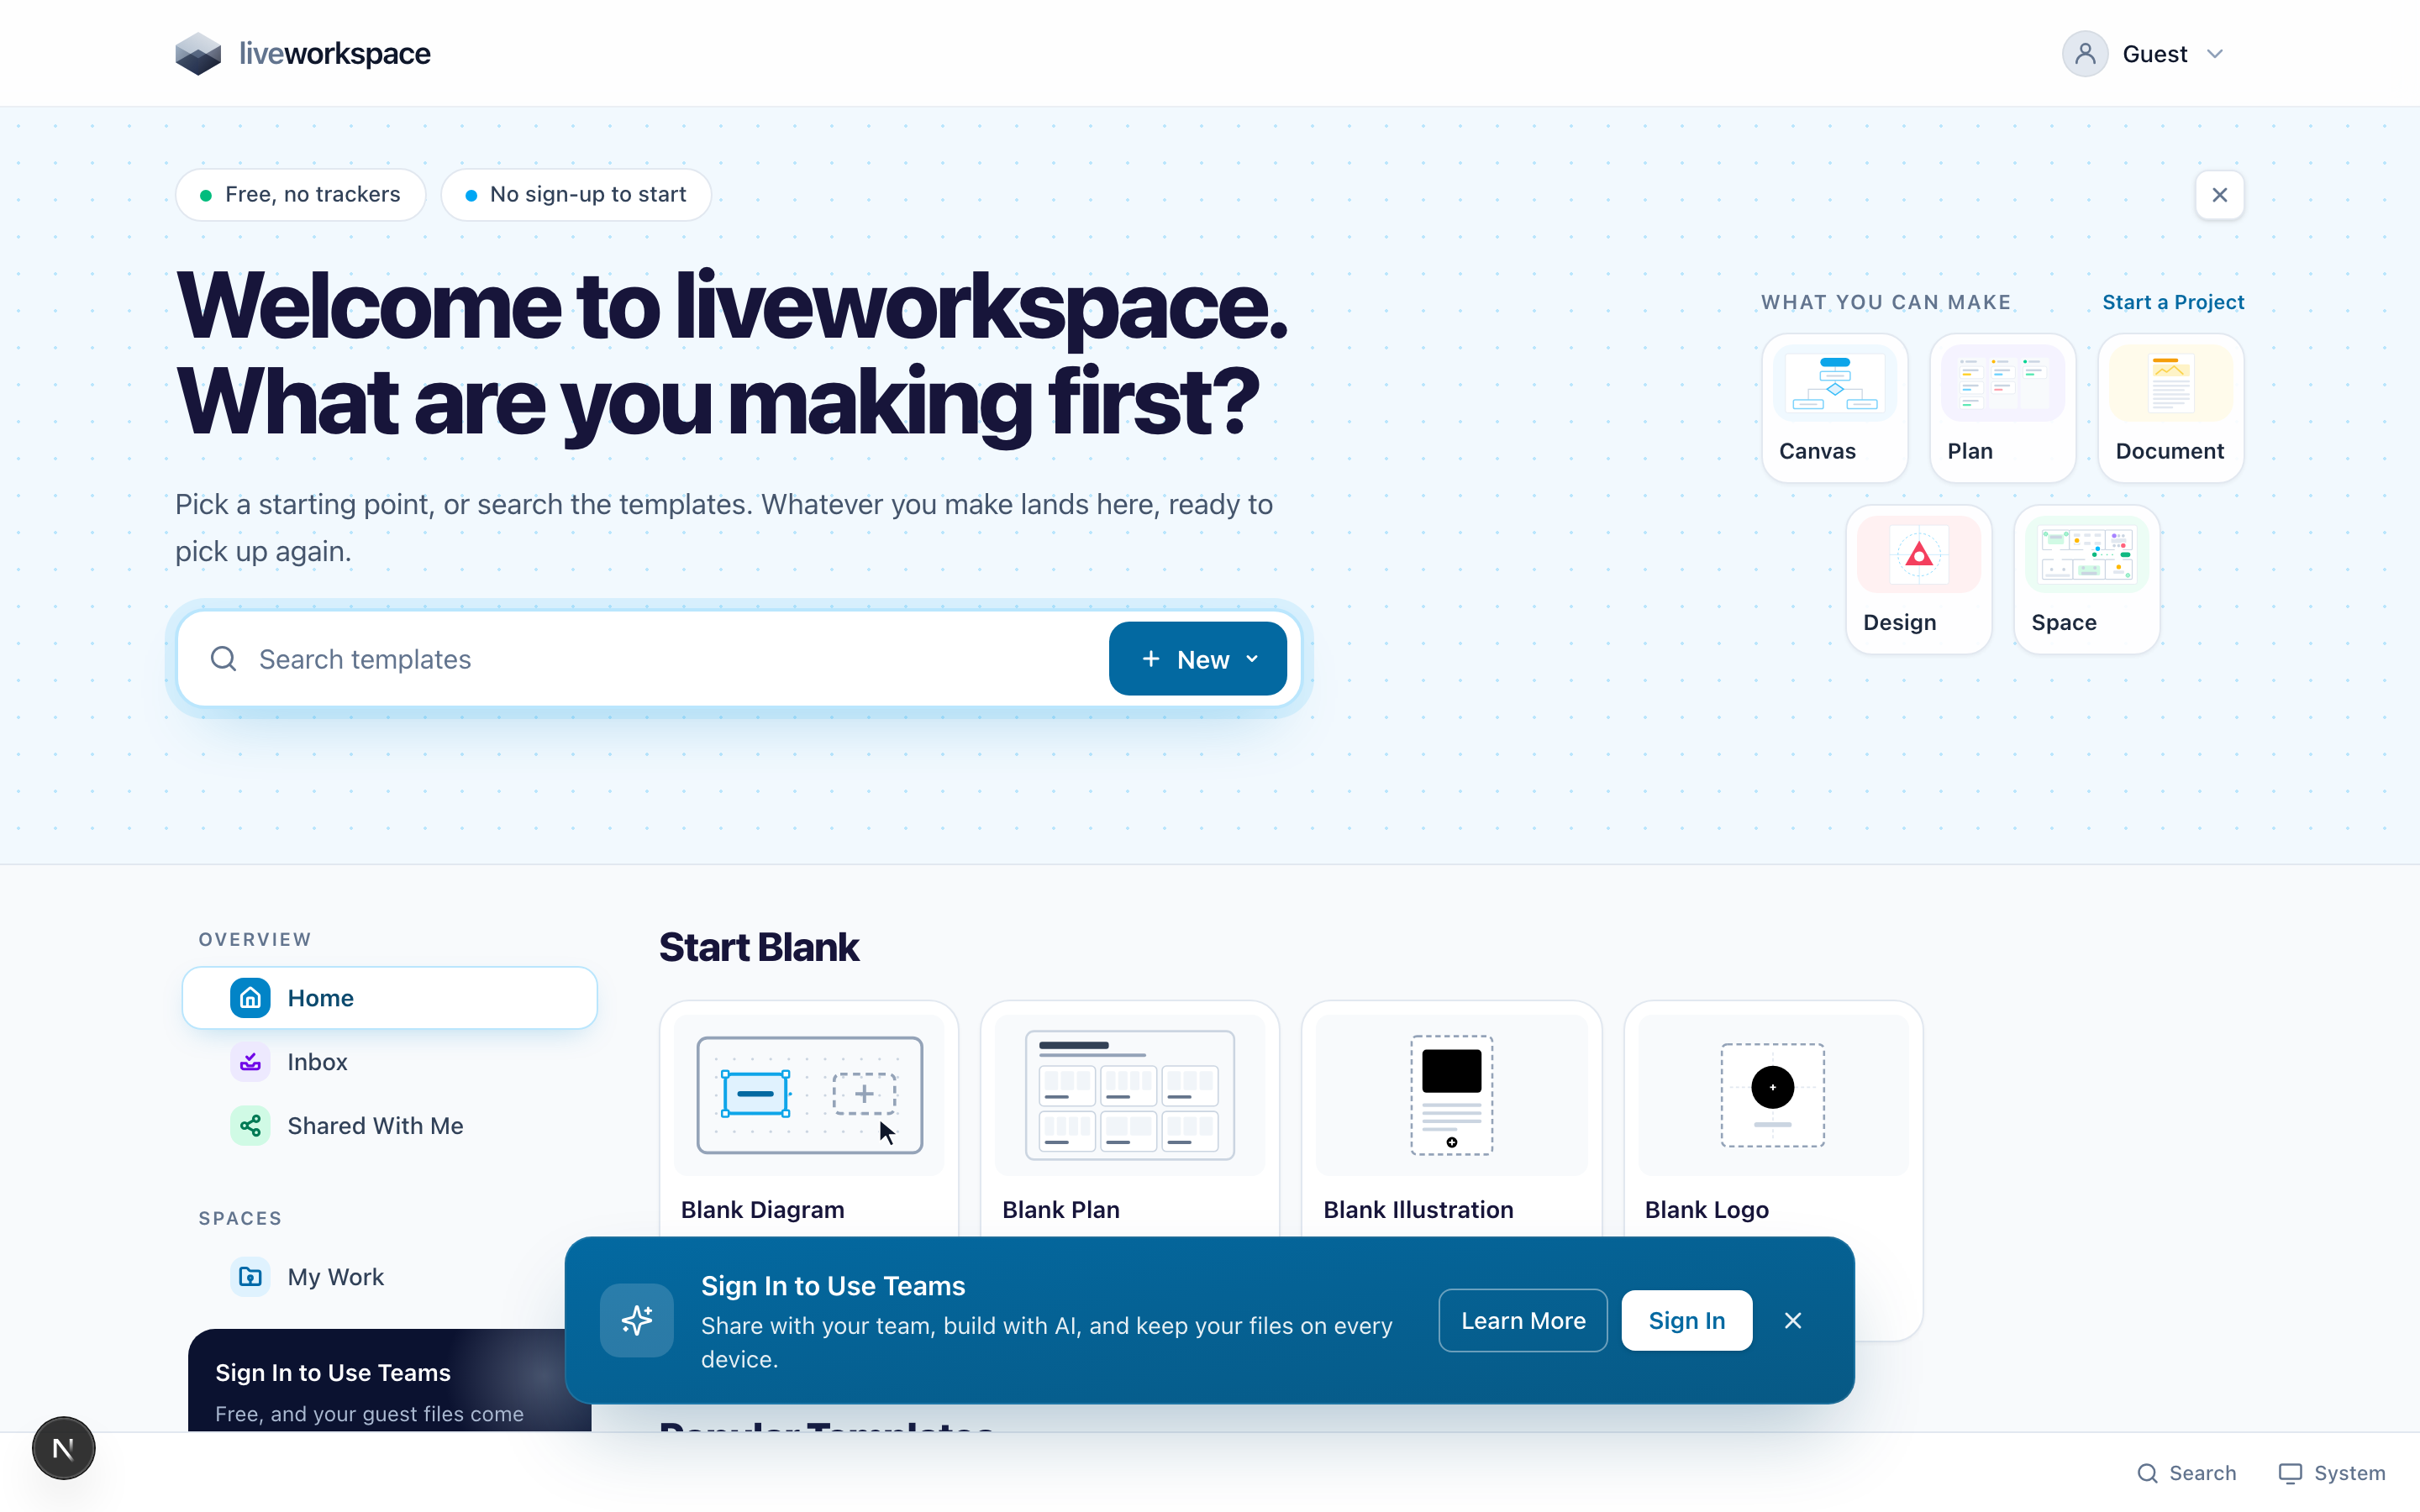 liveworkspace
Guest
Free, no trackers
No sign-up to start
Welcome to liveworkspace.
What are you making first?
Pick a starting point, or search the templates. Whatever you make lands here, ready to
pick up again.
Search templates
New
WHAT YOU CAN MAKE
Start a Project
Canvas
Plan
Document
Design
Space
OVERVIEW
Home
Inbox
Shared With Me
SPACES
My Work
Sign In to Use Teams
Free, and your guest files come
Start Blank
Blank Diagram
Blank Plan
Blank Illustration
Blank Logo
Sign In to Use Teams
Share with your team, build with AI, and keep your files on every
device.
Learn More
Sign In
Popular Templates
N
Search
System